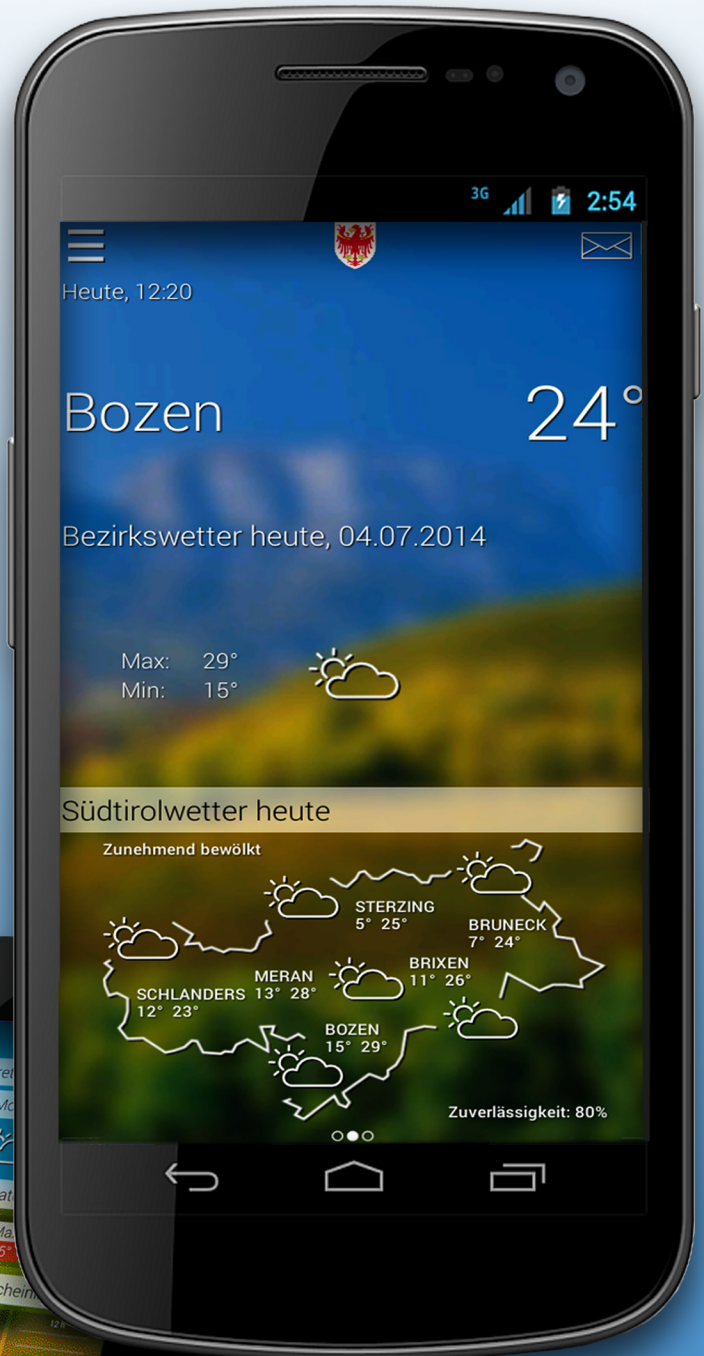 3G 2:54
Heute, 12:20
Bozen 24°
Bezirkswetter heute, 04.07.2014
Max: 29°
Min: 15°
Südtirolwetter heute
Zunehmend bewölkt
STERZING
5° 25°
BRUNECK
7° 24°
BRIXEN
11° 26°
MERAN
13° 28°
SCHLANDERS
12° 23°
BOZEN
15° 29°
Zuverlässigkeit: 80%
12h